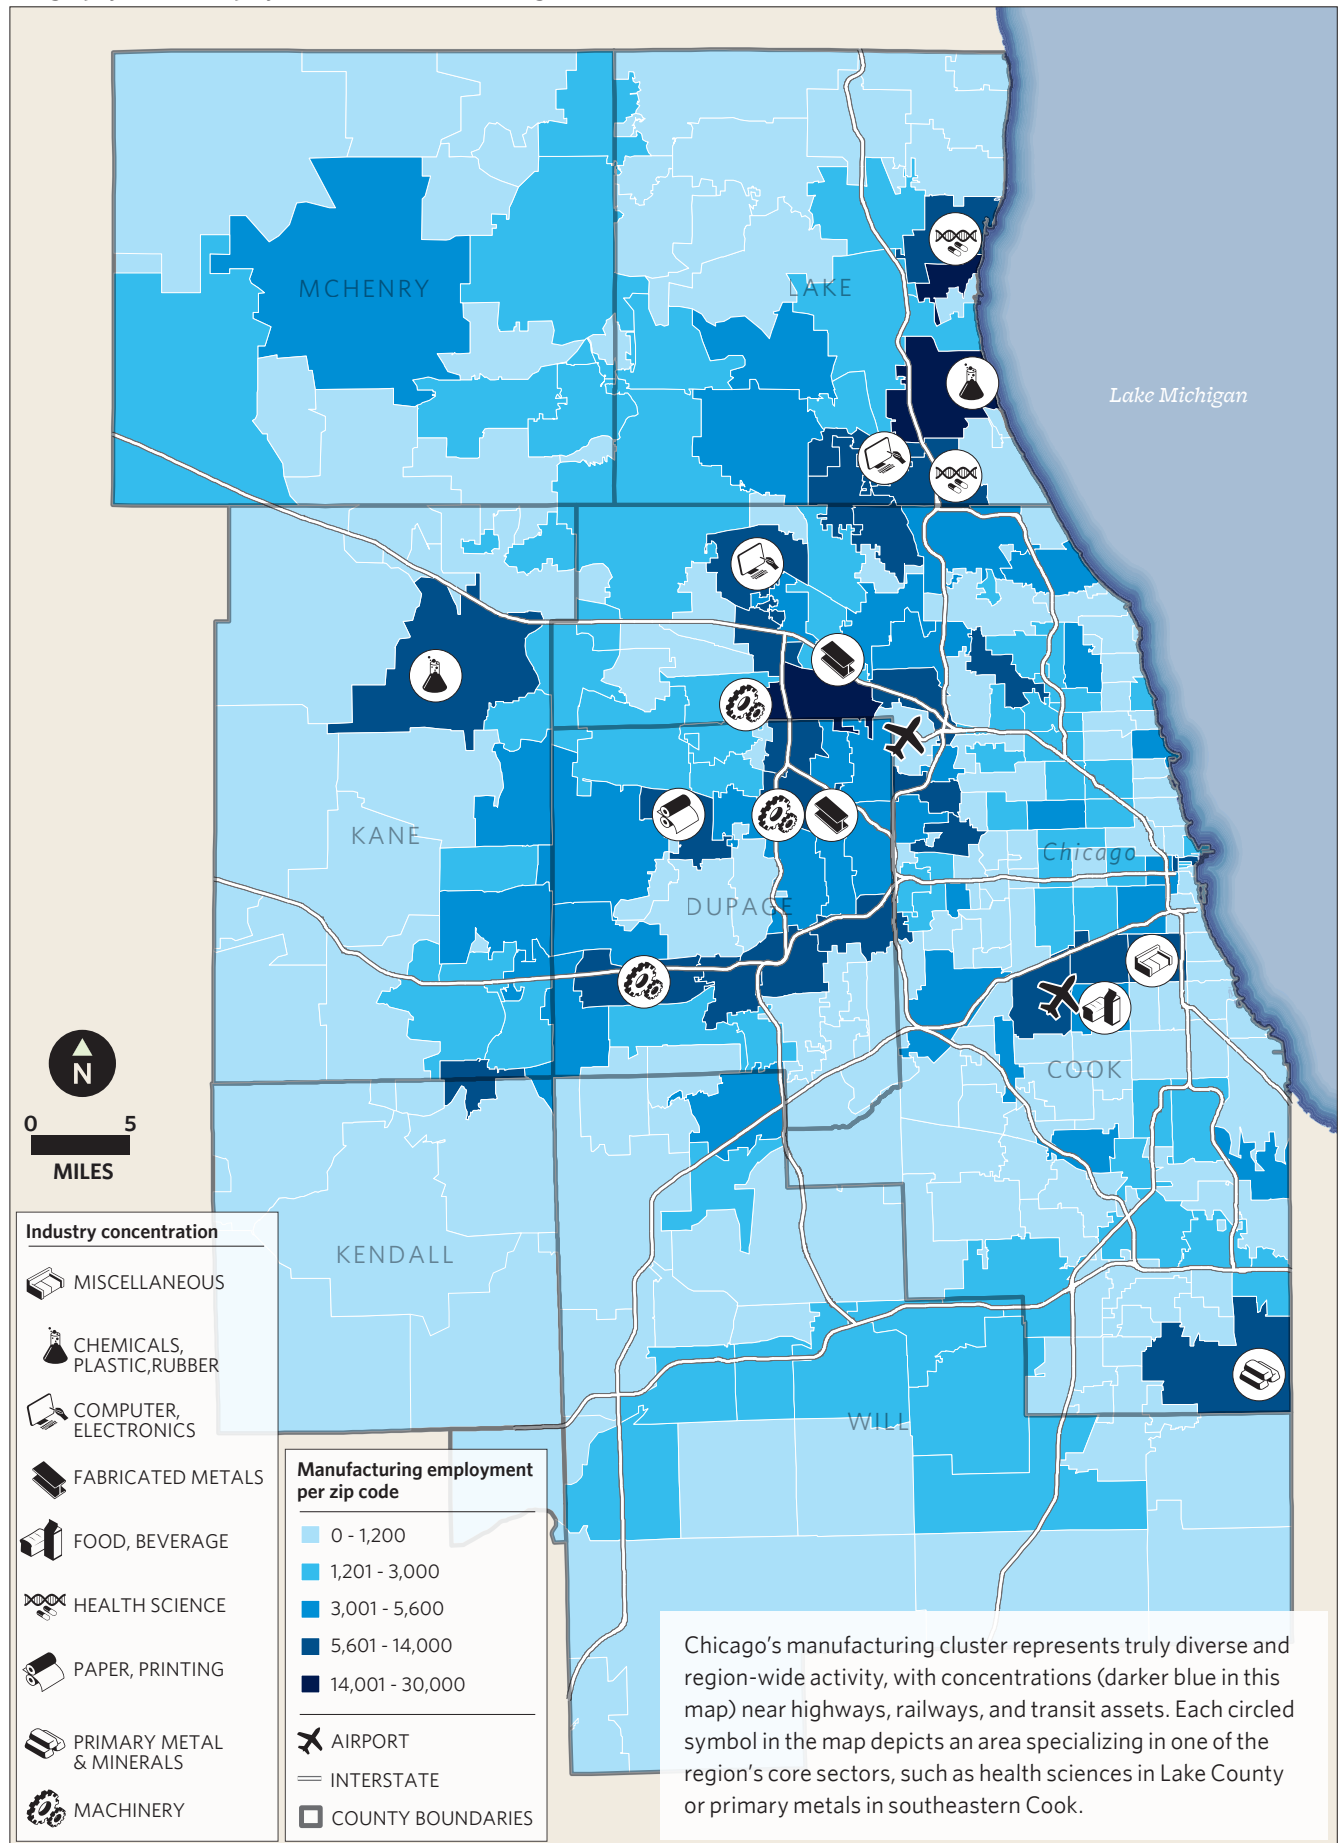 MCHENRY
LAKE
Lake Michigan
KANE
Chicago
DUPAGE
COOK
N
0 5
MILES
KENDALL
WILL
Industry concentration
MISCELLANEOUS
CHEMICALS,
PLASTIC,RUBBER
COMPUTER,
ELECTRONICS
FABRICATED METALS
FOOD, BEVERAGE
HEALTH SCIENCE
PAPER, PRINTING
PRIMARY METAL
& MINERALS
MACHINERY
Manufacturing employment
per zip code
0 - 1,200
1,201 - 3,000
3,001 - 5,600
5,601 - 14,000
14,001 - 30,000
AIRPORT
INTERSTATE
COUNTY BOUNDARIES
Chicago's manufacturing cluster represents truly diverse and
region-wide activity, with concentrations (darker blue in this
map) near highways, railways, and transit assets. Each circled
symbol in the map depicts an area specializing in one of the
region's core sectors, such as health sciences in Lake County
or primary metals in southeastern Cook.